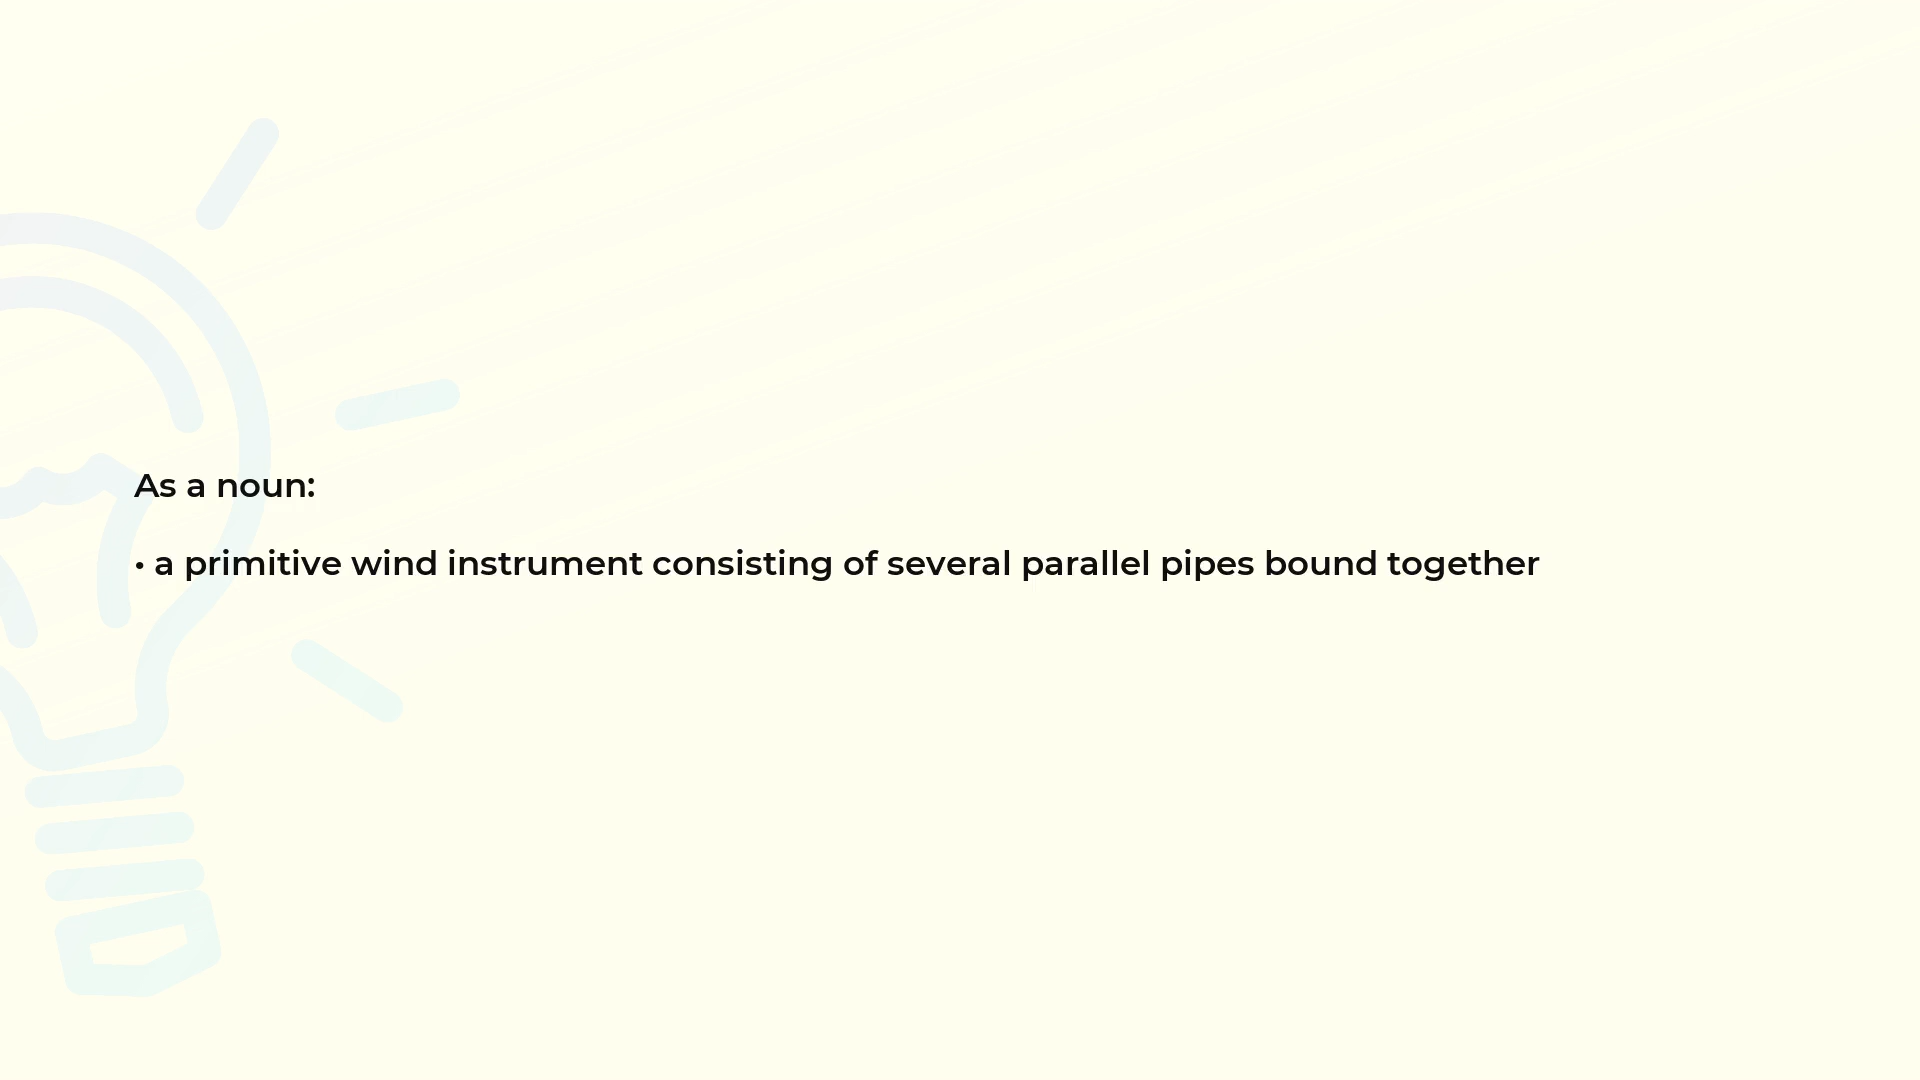 As a noun:
• a primitive wind instrument consisting of several parallel pipes bound together